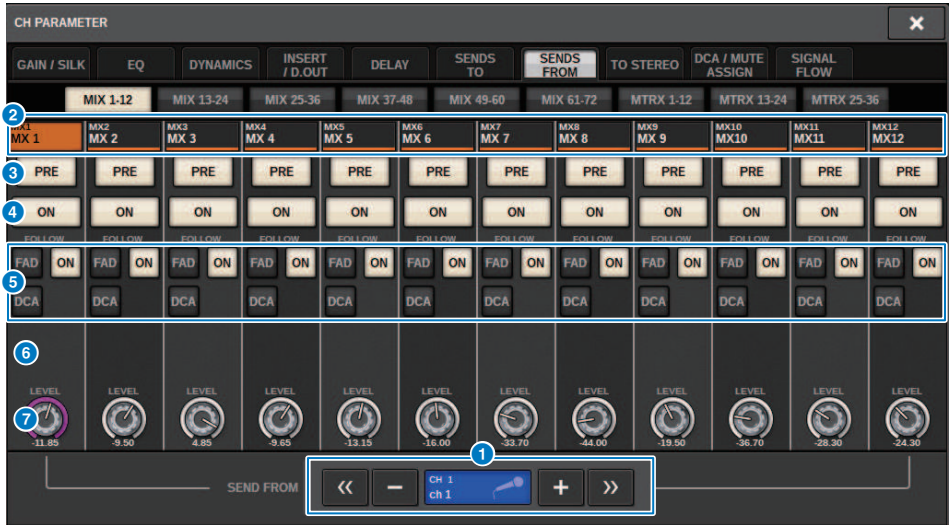 CH PARAMETER
GAIN / SILK EQ DYNAMICS INSERT / D.OUT DELAY SENDS TO SENDS FROM TO STEREO DCA / MUTE ASSIGN SIGNAL FLOW
MIX 1-12 MIX 13-24 MIX 25-36 MIX 37-48 MIX 49-60 MIX 61-72 MTRX 1-12 MTRX 13-24 MTRX 25-36
2
MX1 MX2 MX3 MX4 MX5 MX6 MX7 MX8 MX9 MX10 MX11 MX12
MX 1 MX 2 MX 3 MX 4 MX 5 MX 6 MX 7 MX 8 MX 9 MX10 MX11 MX12
3 PRE PRE PRE PRE PRE PRE PRE PRE PRE PRE PRE PRE
4 ON ON ON ON ON ON ON ON ON ON ON ON
FOLLOW FOLLOW FOLLOW FOLLOW FOLLOW FOLLOW FOLLOW FOLLOW FOLLOW FOLLOW FOLLOW FOLLOW
FAD ON FAD ON FAD ON FAD ON FAD ON FAD ON FAD ON FAD ON FAD ON FAD ON FAD ON FAD ON
5
DCA DCA DCA DCA DCA DCA DCA DCA DCA DCA DCA DCA
6
LEVEL LEVEL LEVEL LEVEL LEVEL LEVEL LEVEL LEVEL LEVEL LEVEL LEVEL LEVEL
7
-11.85 -9.50 4.85 -9.65 -13.15 -16.00 -33.70 -44.00 -19.50 -36.70 -28.30 -24.30
1
SEND FROM « − CH 1 + »
ch 1